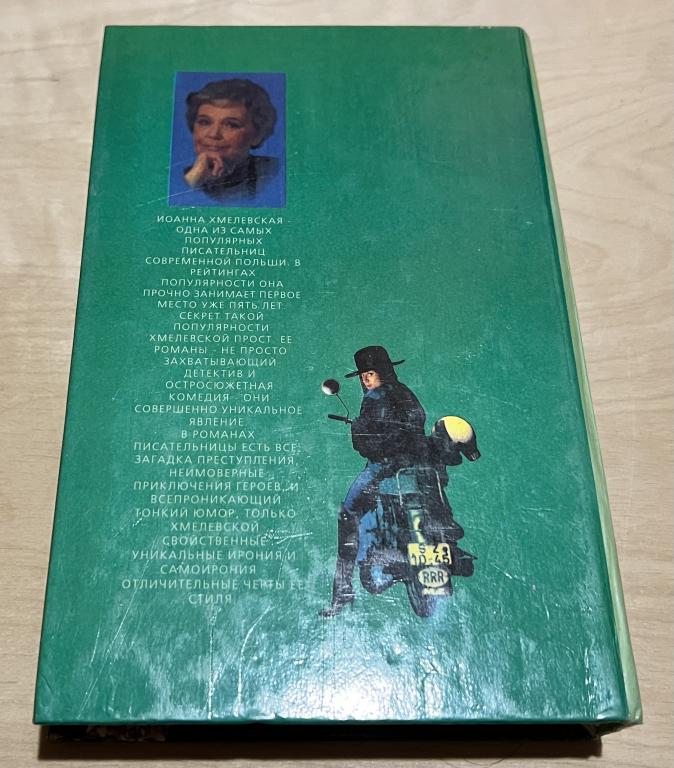 ИОАННА ХМЕЛЕВСКАЯ -
ОДНА ИЗ САМЫХ
ПОПУЛЯРНЫХ
ПИСАТЕЛЬНИЦ
СОВРЕМЕННОЙ ПОЛЬШИ. В
РЕЙТИНГАХ
ПОПУЛЯРНОСТИ ОНА
ПРОЧНО ЗАНИМАЕТ ПЕРВОЕ
МЕСТО УЖЕ ПЯТЬ ЛЕТ.
СЕКРЕТ ТАКОЙ
ПОПУЛЯРНОСТИ
ХМЕЛЕВСКОЙ ПРОСТ. ЕЕ
РОМАНЫ - НЕ ПРОСТО
ЗАХВАТЫВАЮЩИЙ
ДЕТЕКТИВ И
ОСТРОСЮЖЕТНАЯ
КОМЕДИЯ - ОНИ
СОВЕРШЕННО УНИКАЛЬНОЕ
ЯВЛЕНИЕ.
В РОМАНАХ
ПИСАТЕЛЬНИЦЫ ЕСТЬ ВСЕ:
ЗАГАДКА ПРЕСТУПЛЕНИЯ,
НЕИМОВЕРНЫЕ
ПРИКЛЮЧЕНИЯ ГЕРОЕВ, И
ВСЕПРОНИКАЮЩИЙ
ТОНКИЙ ЮМОР, ТОЛЬКО
ХМЕЛЕВСКОЙ
СВОЙСТВЕННЫЕ
УНИКАЛЬНЫЕ ИРОНИЯ И
САМОИРОНИЯ -
ОТЛИЧИТЕЛЬНЫЕ ЧЕРТЫ ЕЕ
СТИЛЯ
RRR